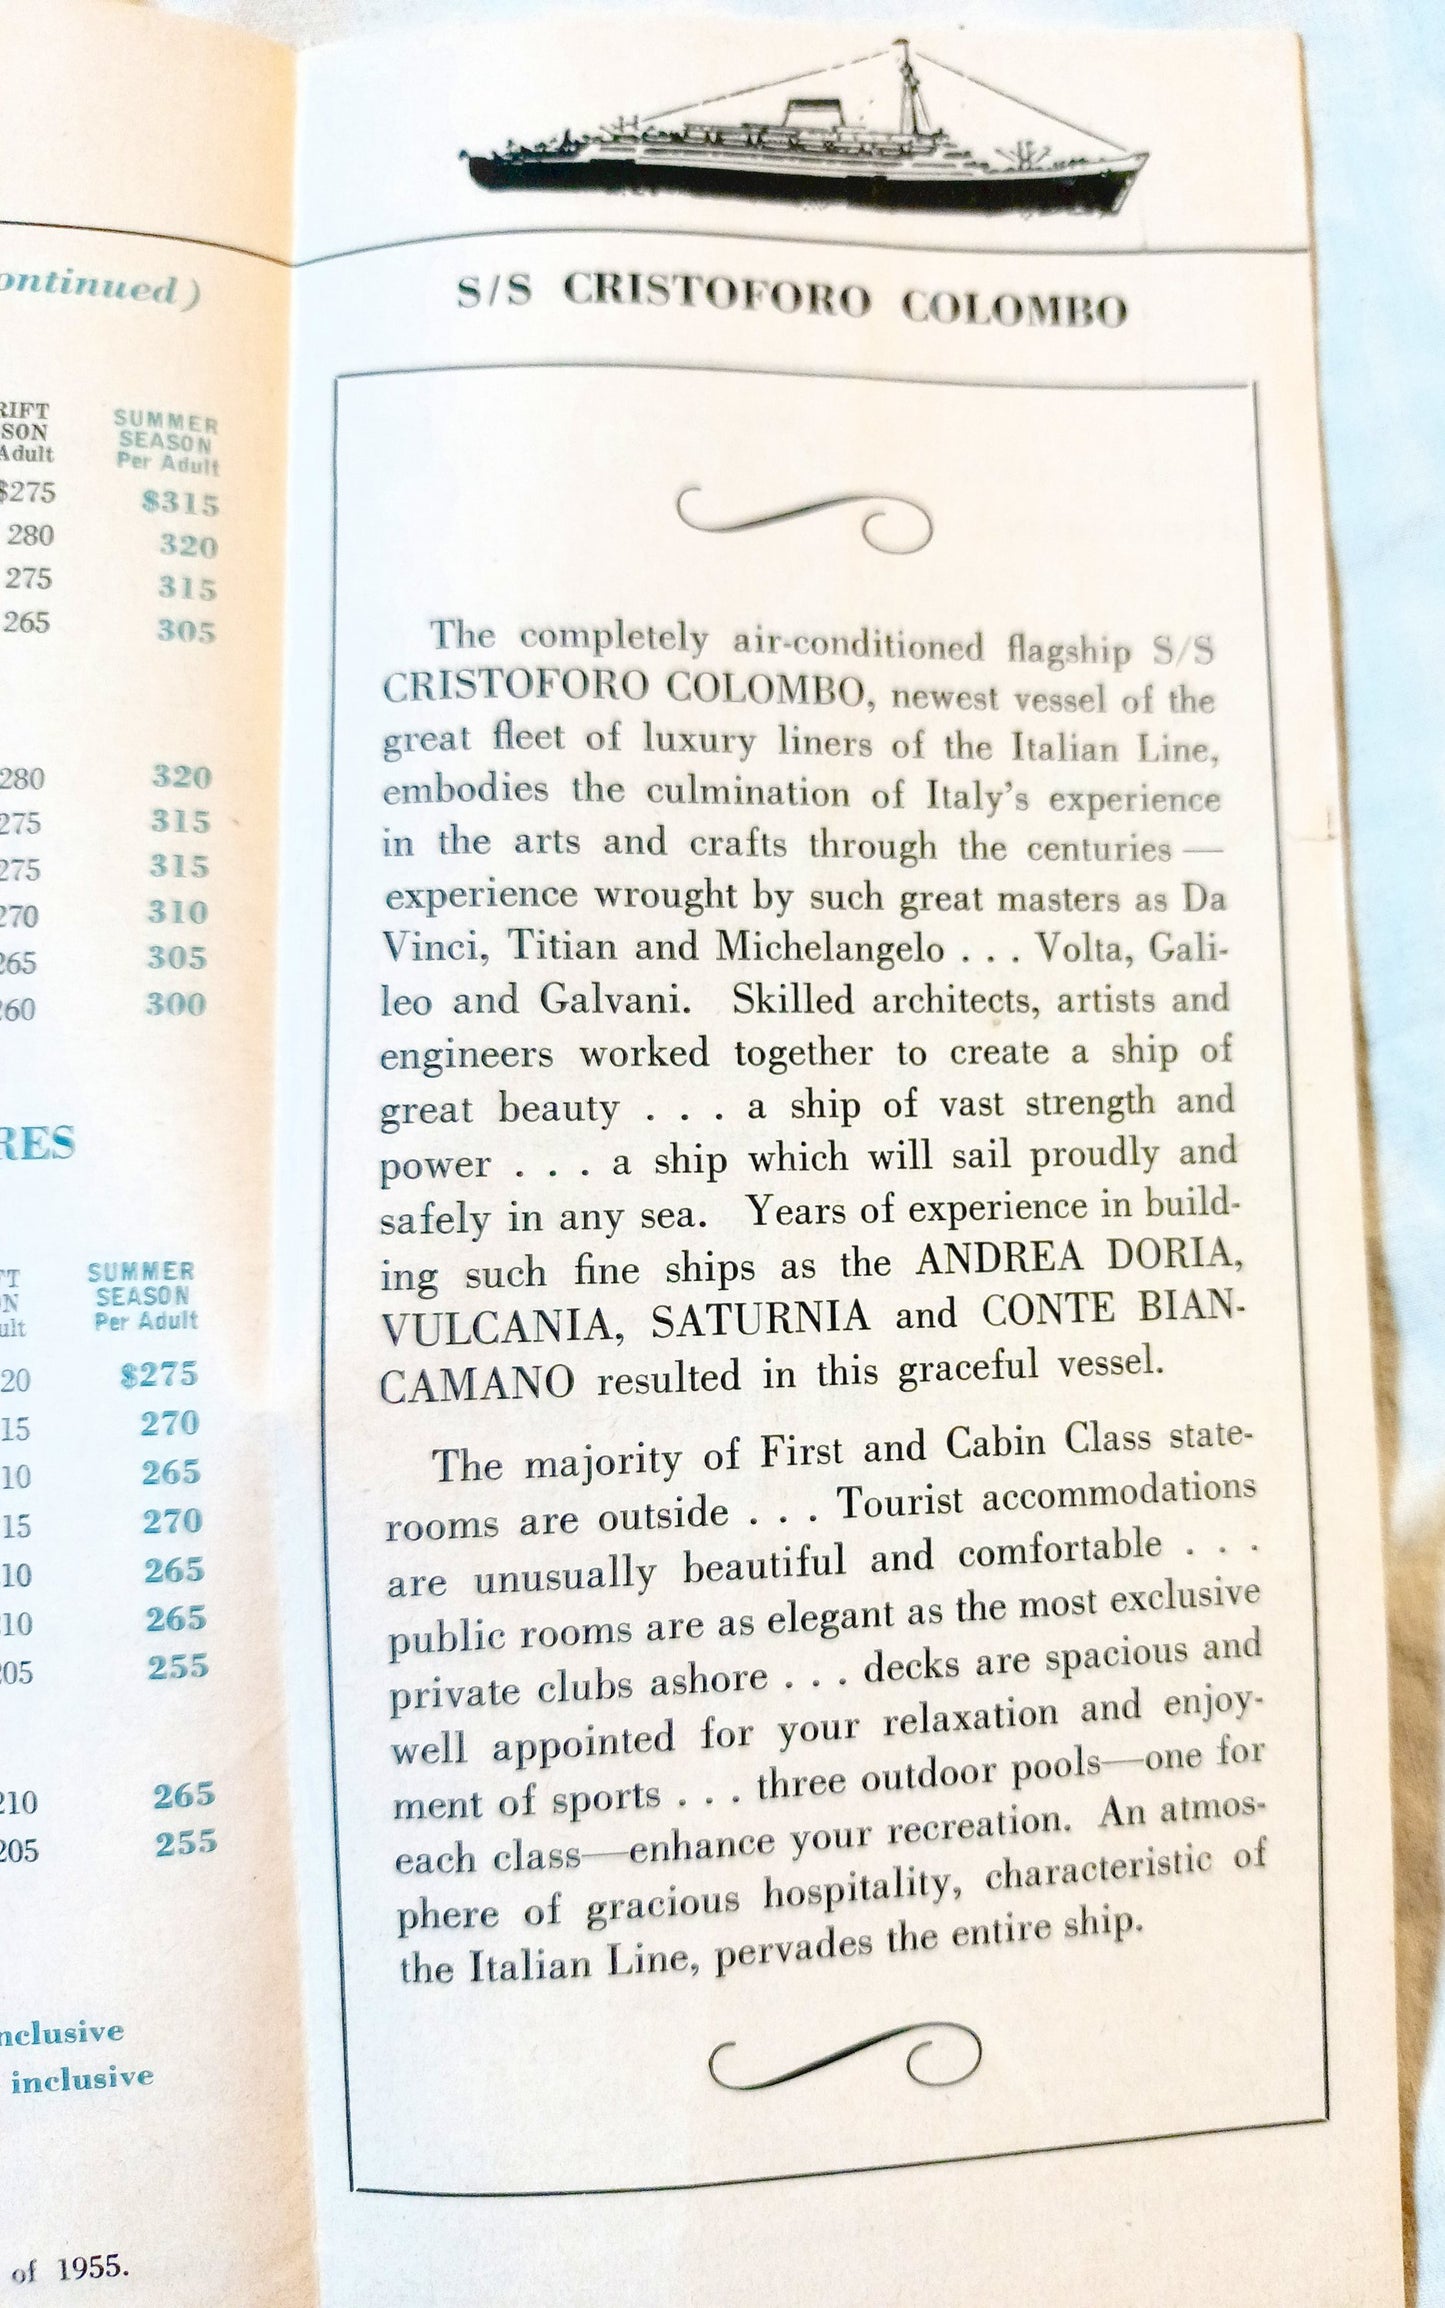 ontinued)
RIFT SUMMER
SON SEASON
Adult Per Adult
$275 $315
280 320
275 315
265 305
280 320
275 315
275 315
270 310
265 305
260 300
RES
T SUMMER
N SEASON
ult Per Adult
20 $275
15 270
10 265
15 270
10 265
10 265
05 255
210 265
205 255
nclusive
inclusive
of 1955.
S/S CRISTOFORO COLOMBO
The completely air-conditioned flagship S/S
CRISTOFORO COLOMBO, newest vessel of the
great fleet of luxury liners of the Italian Line,
embodies the culmination of Italy's experience
in the arts and crafts through the centuries —
experience wrought by such great masters as Da
Vinci, Titian and Michelangelo . . . Volta, Gali-
leo and Galvani. Skilled architects, artists and
engineers worked together to create a ship of
great beauty . . . a ship of vast strength and
power . . . a ship which will sail proudly and
safely in any sea. Years of experience in build-
ing such fine ships as the ANDREA DORIA,
VULCANIA, SATURNIA and CONTE BIAN-
CAMANO resulted in this graceful vessel.
The majority of First and Cabin Class state-
rooms are outside . . . Tourist accommodations
are unusually beautiful and comfortable . . .
public rooms are as elegant as the most exclusive
private clubs ashore . . . decks are spacious and
well appointed for your relaxation and enjoy-
ment of sports . . . three outdoor pools—one for
each class—enhance your recreation. An atmos-
phere of gracious hospitality, characteristic of
the Italian Line, pervades the entire ship.